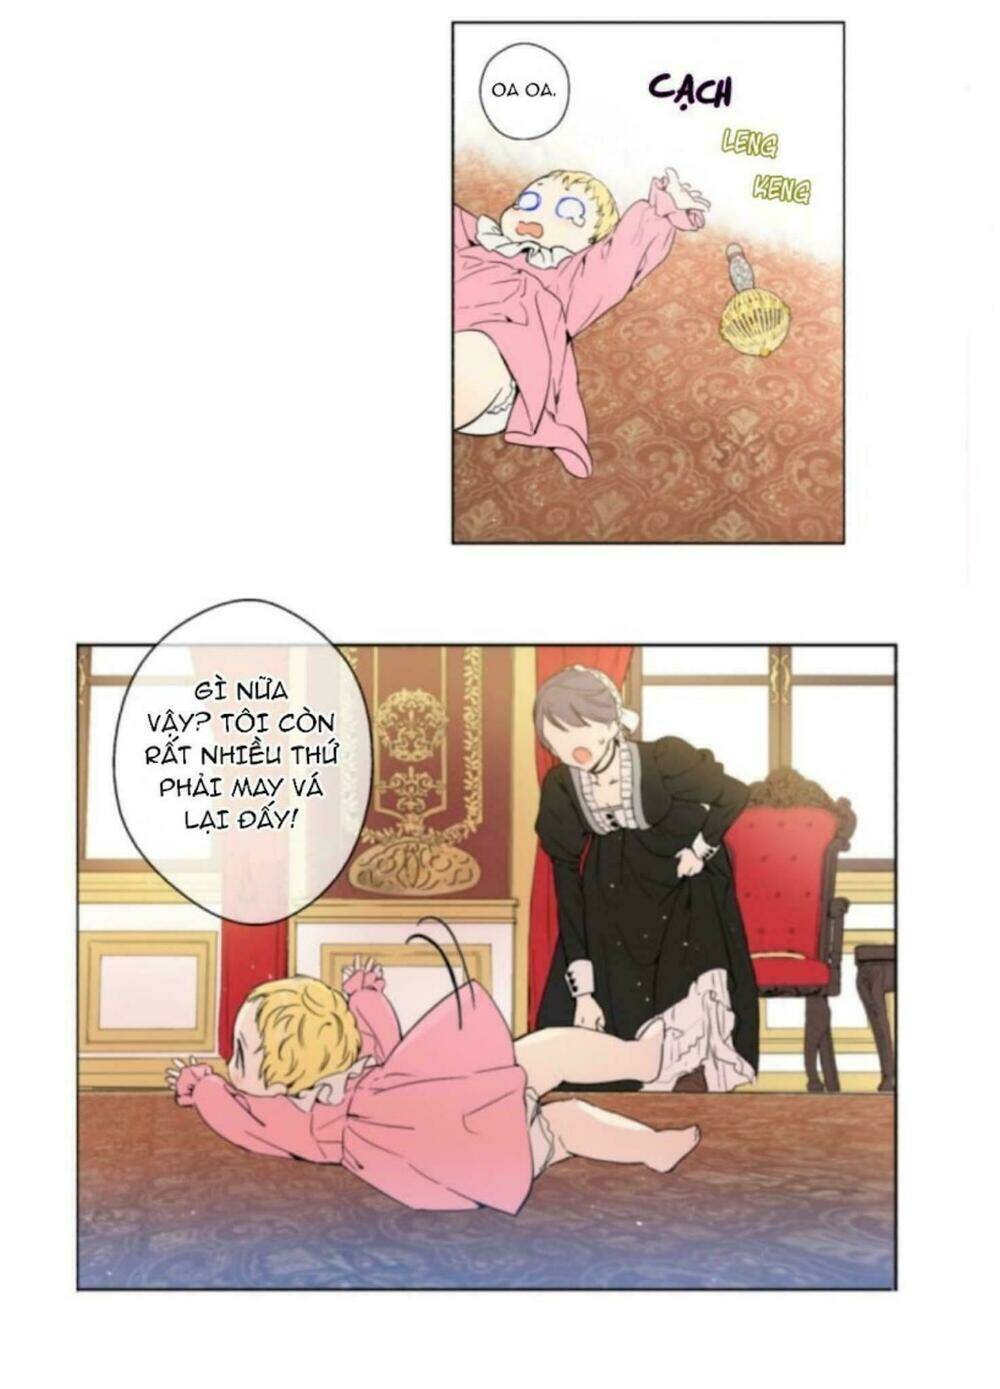 OA OA.
CẠCH
LENG
KENG
GÌ NỮA
VẬY? TÔI CÒN
RẤT NHIỀU THỨ
PHẢI MAY VÁ
LẠI ĐẤY!